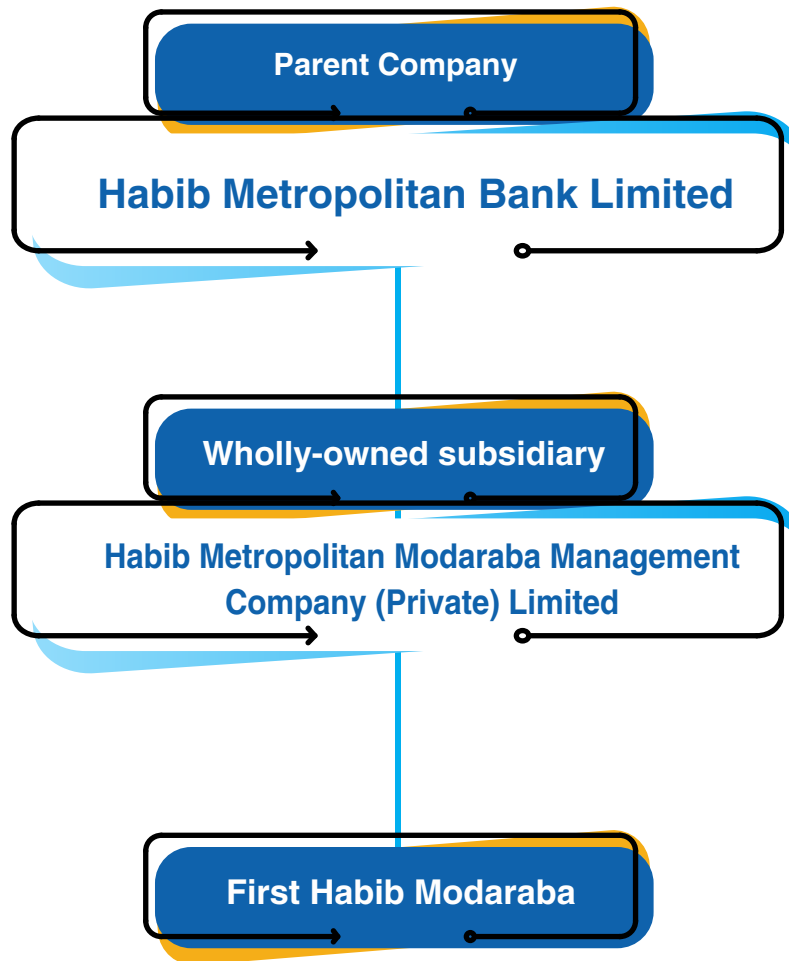 Parent Company
Habib Metropolitan Bank Limited
Wholly-owned subsidiary
Habib Metropolitan Modaraba Management
Company (Private) Limited
First Habib Modaraba